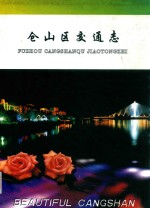 仓山区交通志
FUZHOU CANGSHANQU JIAOTONGZHI
BEAUTIFUL CANGSHAN